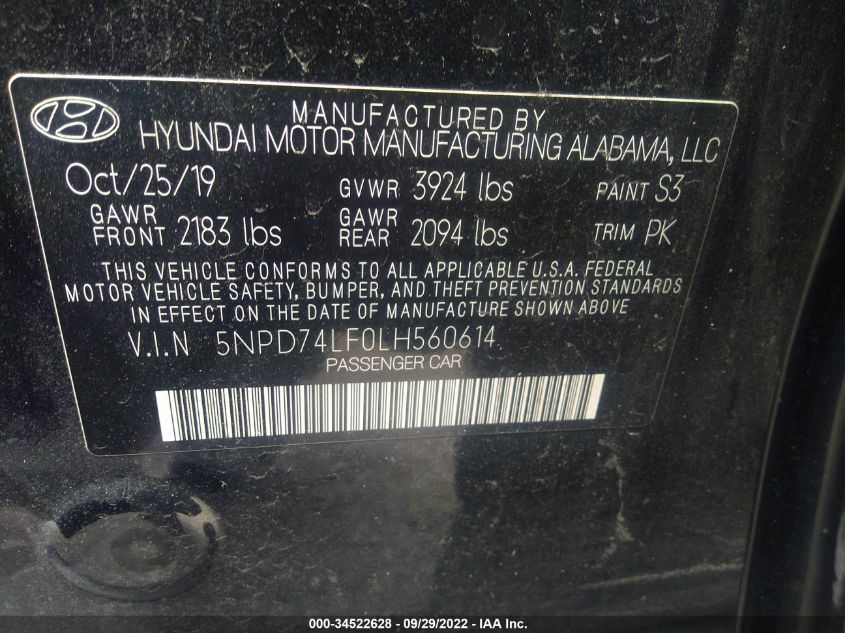 MANUFACTURED BY
HYUNDAI MOTOR MANUFACTURING ALABAMA, LLC
Oct/25/19 GVWR 3924 lbs PAINT S3
GAWR FRONT 2183 lbs GAWR REAR 2094 lbs TRIM PK
THIS VEHICLE CONFORMS TO ALL APPLICABLE U.S.A. FEDERAL
MOTOR VEHICLE SAFETY, BUMPER, AND THEFT PREVENTION STANDARDS
IN EFFECT ON THE DATE OF MANUFACTURE SHOWN ABOVE
V.I.N 5NPD74LF0LH560614
PASSENGER CAR
000-34522628 - 09/29/2022 - IAA Inc.